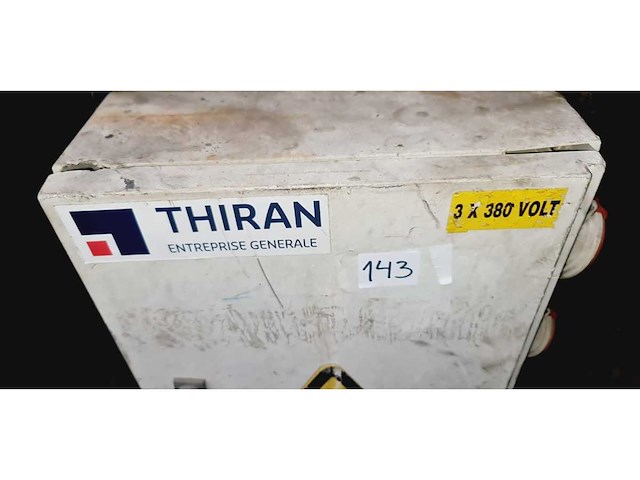 THIRAN
ENTREPRISE GENERALE
3 X 380 VOLT
143